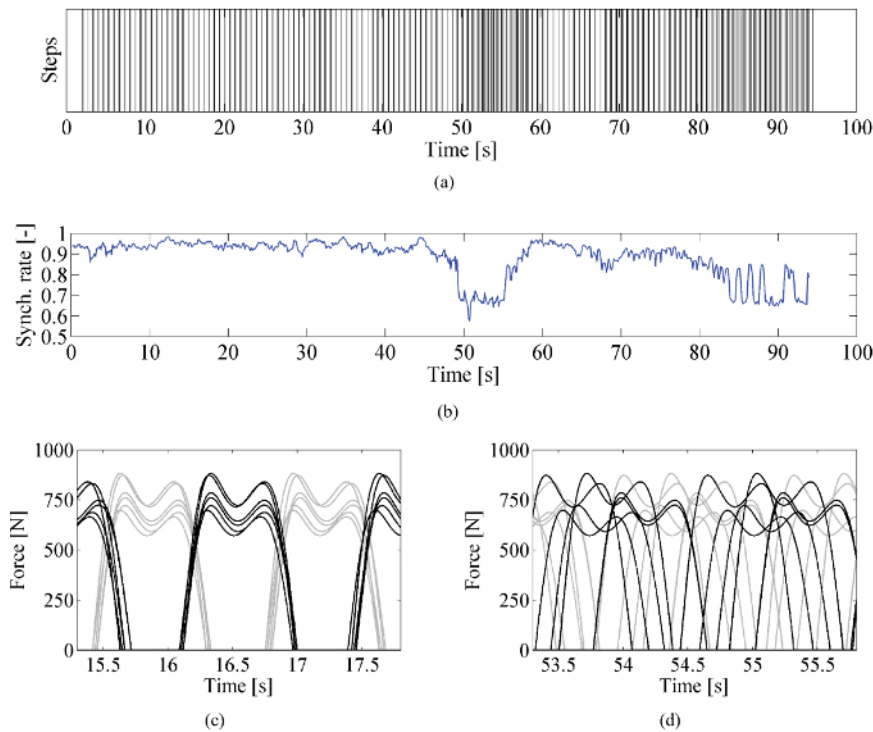 Steps
0 10 20 30 40 50 60 70 80 90 100
Time [s]
(a)
Synch. rate [-]
1
0.9
0.8
0.7
0.6
0.5
0 10 20 30 40 50 60 70 80 90 100
Time [s]
(b)
Force [N]
1000
750
500
250
0
15.5 16 16.5 17 17.5
Time [s]
(c)
Force [N]
1000
750
500
250
0
53.5 54 54.5 55 55.5
Time [s]
(d)